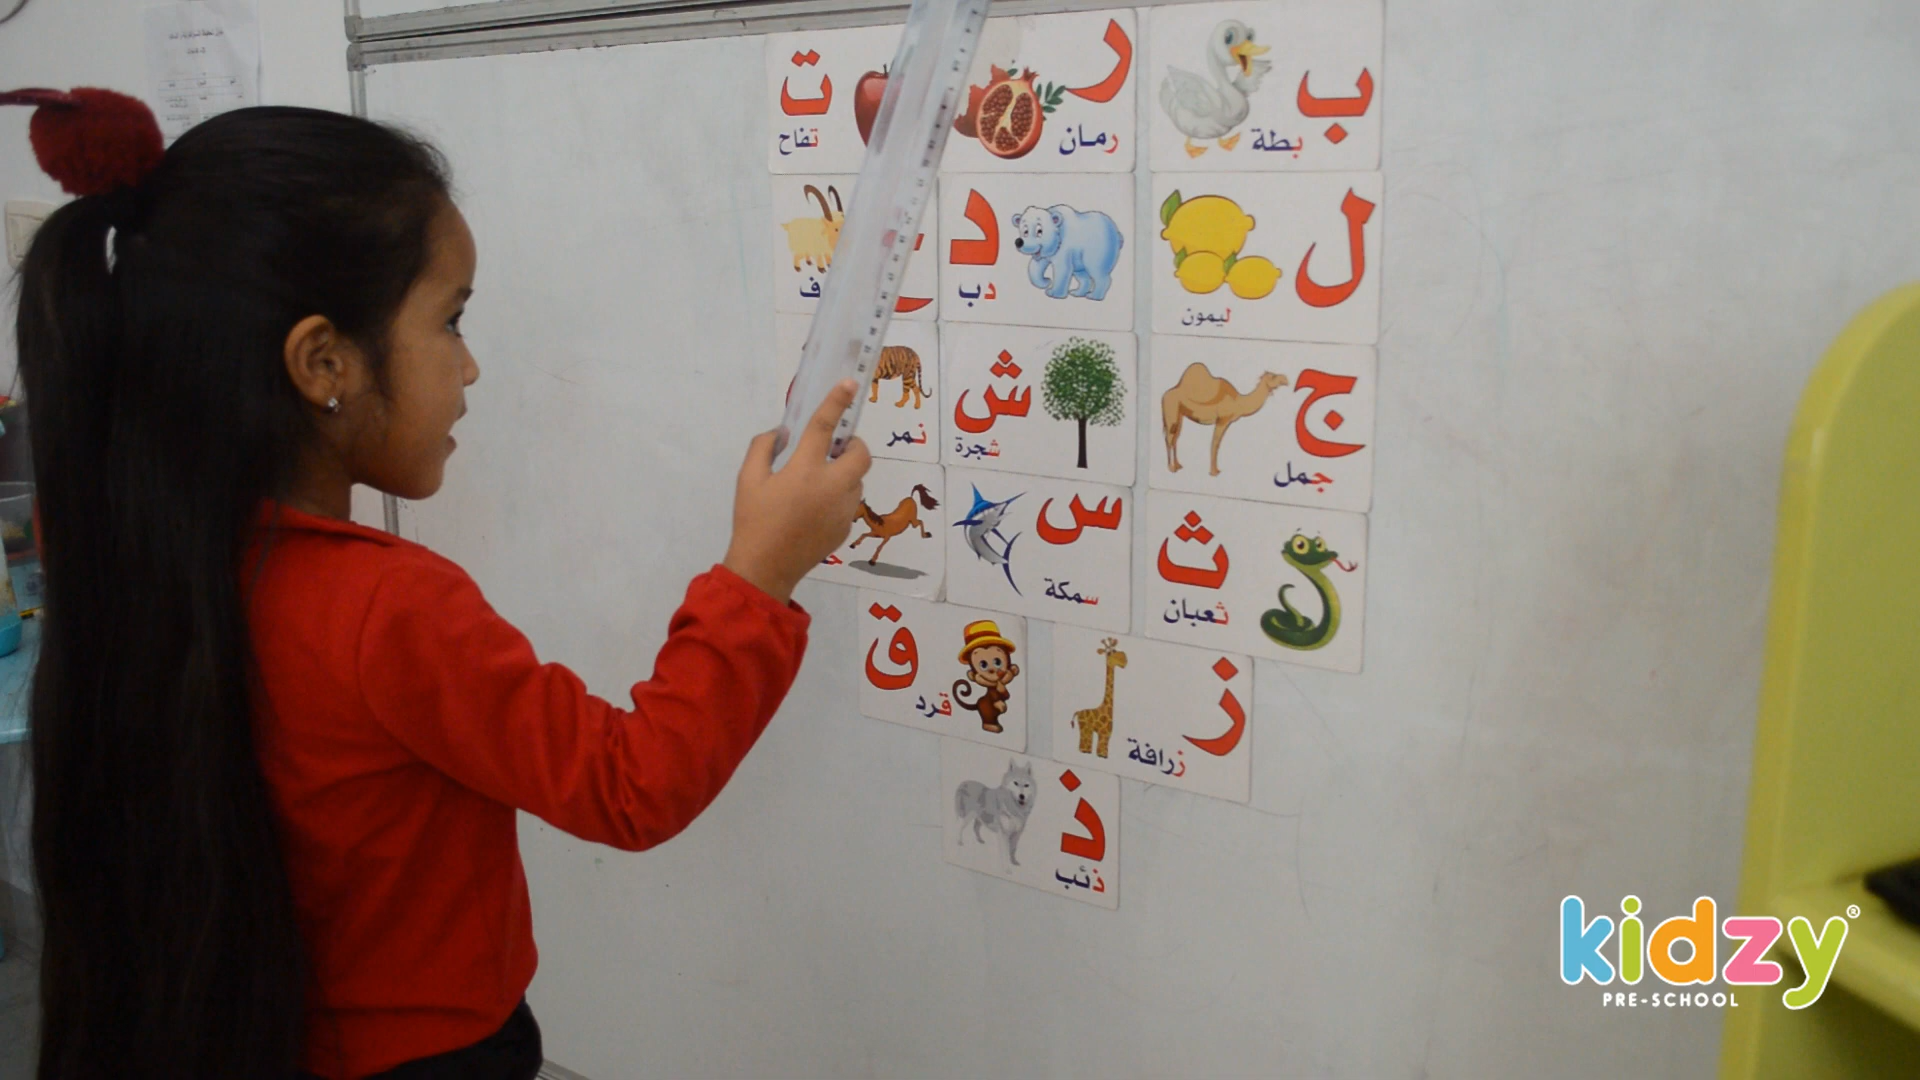 ب
بطة
ر
رمان
ت
تفاح
ل
ليمون
د
دب
ج
جمل
ش
شجرة
نمر
ث
ثعبان
س
سمكة
ز
زرافة
ق
قرد
ذ
ذئب
kidzy®
PRE-SCHOOL